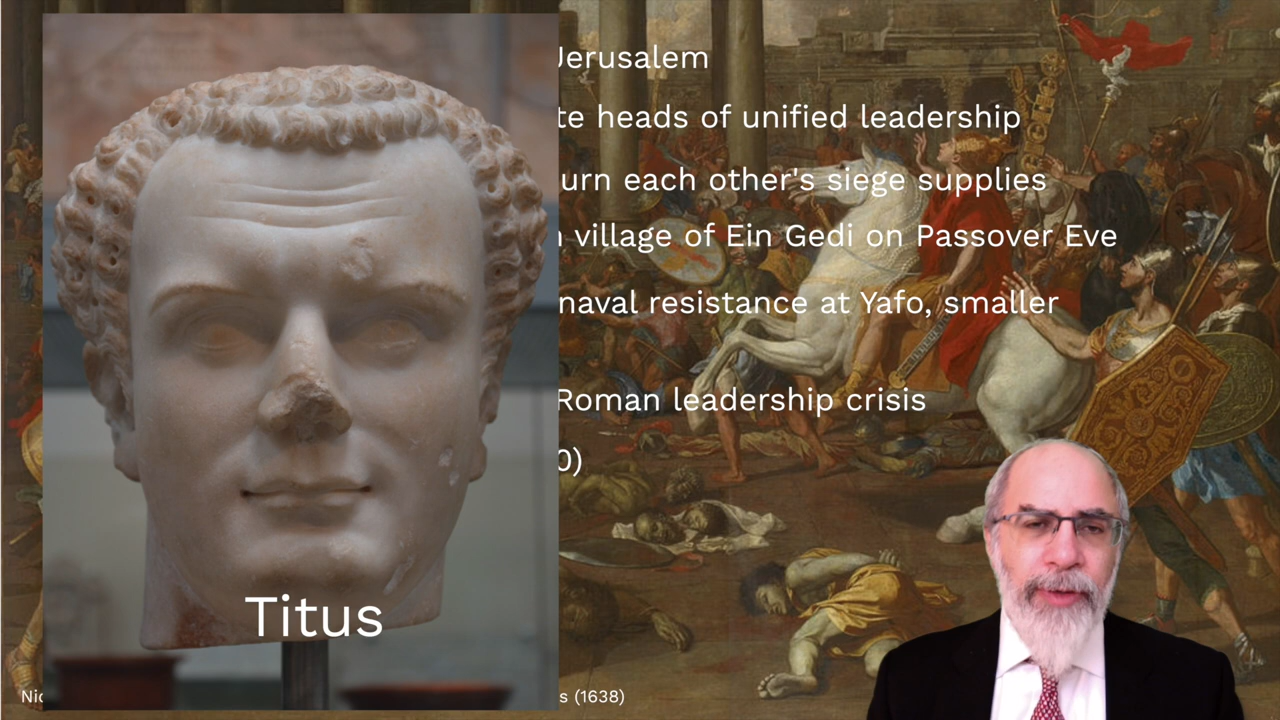 Jerusalem
te heads of unified leadership
urn each other's siege supplies
village of Ein Gedi on Passover Eve
naval resistance at Yafo, smaller
Roman leadership crisis
0)
Titus
Nic s (1638)